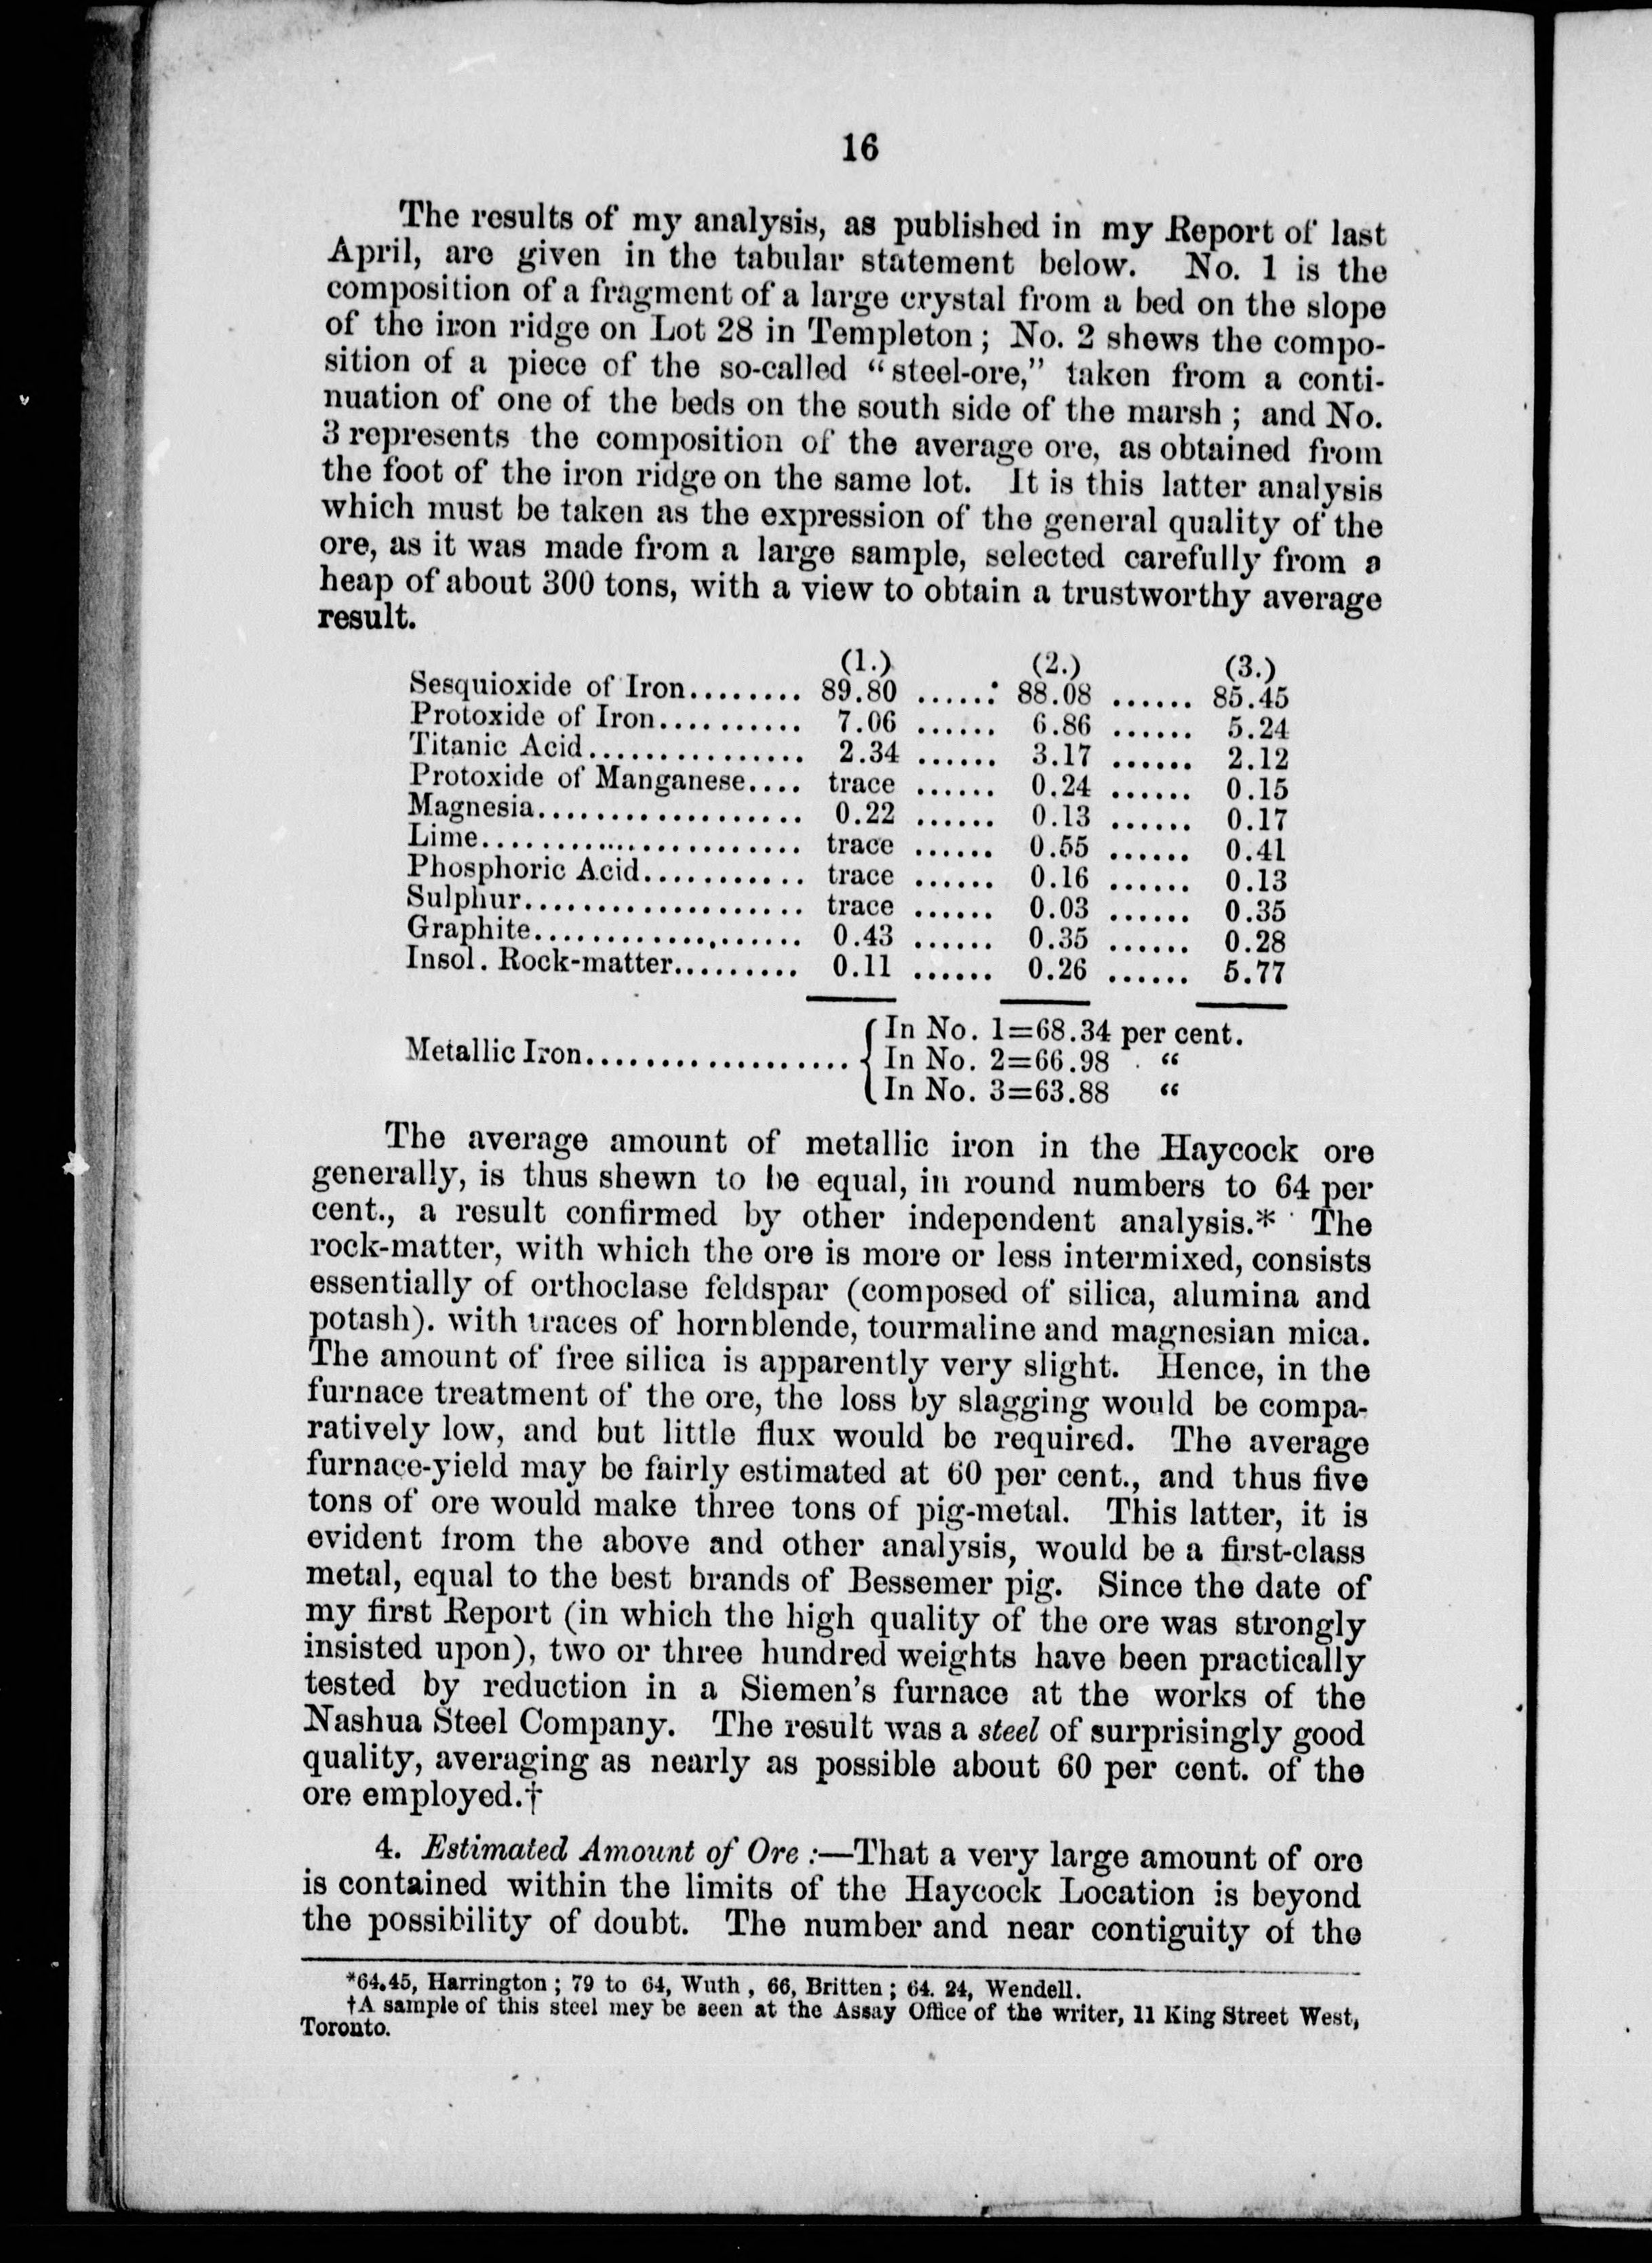 16
The results of my analysis, as published in my Report of last
April, are given in the tabular statement below. No. 1 is the
composition of a fragment of a large crystal from a bed on the slope
of the iron ridge on Lot 28 in Templeton; No. 2 shews the compo-
sition of a piece of the so-called "steel-ore," taken from a conti-
nuation of one of the beds on the south side of the marsh; and No.
3 represents the composition of the average ore, as obtained from
the foot of the iron ridge on the same lot. It is this latter analysis
which must be taken as the expression of the general quality of the
ore, as it was made from a large sample, selected carefully from a
heap of about 300 tons, with a view to obtain a trustworthy average
result.
(1.) (2.) (3.)
Sesquioxide of Iron........ 89.80 ...... 88.08 ...... 85.45
Protoxide of Iron.......... 7.06 ...... 6.86 ...... 5.24
Titanic Acid............... 2.34 ...... 3.17 ...... 2.12
Protoxide of Manganese.... trace ...... 0.24 ...... 0.15
Magnesia.................. 0.22 ...... 0.13 ...... 0.17
Lime...................... trace ...... 0.55 ...... 0.41
Phosphoric Acid........... trace ...... 0.16 ...... 0.13
Sulphur................... trace ...... 0.03 ...... 0.35
Graphite.................. 0.43 ...... 0.35 ...... 0.28
Insol. Rock-matter......... 0.11 ...... 0.26 ...... 5.77
In No. 1=68.34 per cent.
Metallic Iron.................. In No. 2=66.98 "
In No. 3=63.88 "
The average amount of metallic iron in the Haycock ore
generally, is thus shewn to be equal, in round numbers to 64 per
cent., a result confirmed by other independent analysis.* The
rock-matter, with which the ore is more or less intermixed, consists
essentially of orthoclase feldspar (composed of silica, alumina and
potash). with traces of hornblende, tourmaline and magnesian mica.
The amount of free silica is apparently very slight. Hence, in the
furnace treatment of the ore, the loss by slagging would be compa-
ratively low, and but little flux would be required. The average
furnace-yield may be fairly estimated at 60 per cent., and thus five
tons of ore would make three tons of pig-metal. This latter, it is
evident from the above and other analysis, would be a first-class
metal, equal to the best brands of Bessemer pig. Since the date of
my first Report (in which the high quality of the ore was strongly
insisted upon), two or three hundred weights have been practically
tested by reduction in a Siemen's furnace at the works of the
Nashua Steel Company. The result was a steel of surprisingly good
quality, averaging as nearly as possible about 60 per cent. of the
ore employed.†
4. Estimated Amount of Ore:—That a very large amount of ore
is contained within the limits of the Haycock Location is beyond
the possibility of doubt. The number and near contiguity of the
*64.45, Harrington; 79 to 64, Wuth, 66, Britten; 64. 24, Wendell.
†A sample of this steel mey be seen at the Assay Office of the writer, 11 King Street West,
Toronto.